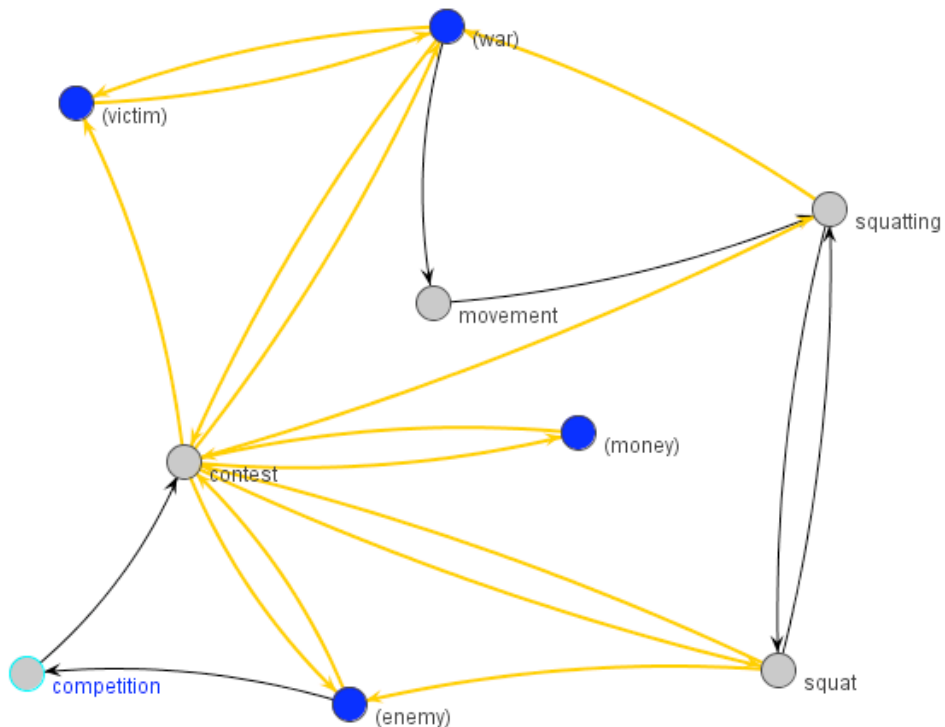 (war)
(victim)
squatting
movement
(money)
contest
squat
competition
(enemy)